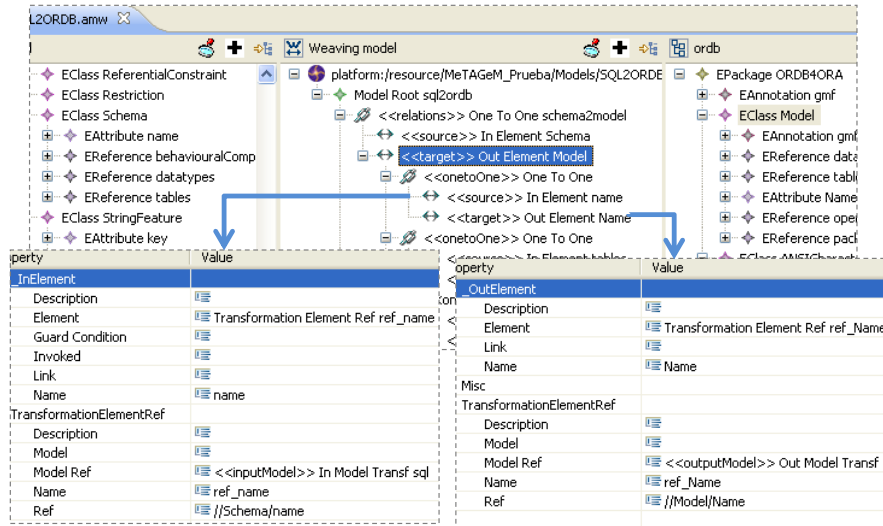 L2ORDB.amw
Weaving model
ordb
EClass ReferentialConstraint
EClass Restriction
EClass Schema
EAttribute name
EReference behaviouralComp
EReference datatypes
EReference tables
EClass StringFeature
EAttribute key
platform:/resource/MeTAGeM_Prueba/Models/SQL2ORDE
Model Root sql2ordb
<<relations>> One To One schema2model
<<source>> In Element Schema
<<target>> Out Element Model
<<onetoOne>> One To One
<<source>> In Element name
<<target>> Out Element Name
<<onetoOne>> One To One
<<source>> In Element tables
EPackage ORDB4ORA
EAnnotation gmf
EClass Model
EAnnotation gmf
EReference data
EReference tabl
EAttribute Name
EReference ope
EReference pack
EClass ANSICharact
perty Value
_InElement
Description
Element Transformation Element Ref ref_name
Guard Condition
Invoked
Link
Name name
TransformationElementRef
Description
Model
Model Ref <<inputModel>> In Model Transf sql
Name ref_name
Ref //Schema/name
operty Value
_OutElement
Description
Element Transformation Element Ref ref_Name
Link
Name Name
Misc
TransformationElementRef
Description
Model
Model Ref <<outputModel>> Out Model Transf
Name ref_Name
Ref //Model/Name